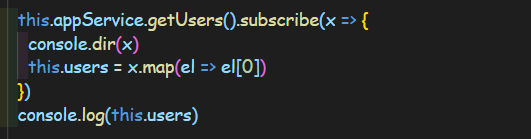 this.appService.getUsers().subscribe(x => {
console.dir(x)
this.users = x.map(el => el[0])
})
console.log(this.users)